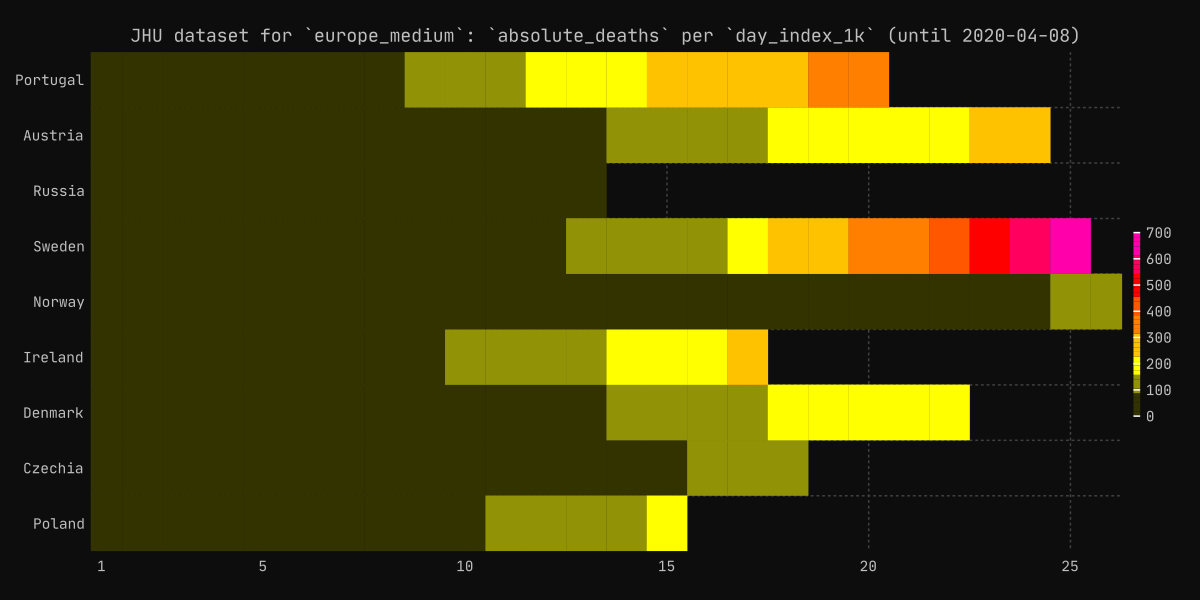 JHU dataset for `europe_medium`: `absolute_deaths` per `day_index_1k` (until 2020-04-08)
Portugal
Austria
Russia
Sweden
Norway
Ireland
Denmark
Czechia
Poland
700
600
500
400
300
200
100
0
1 5 10 15 20 25